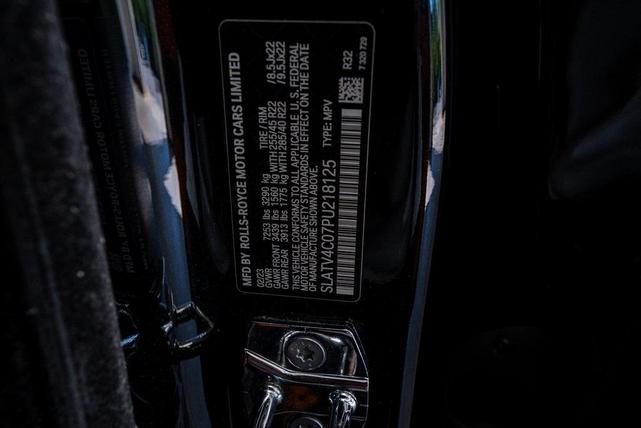 MFD BY ROLLS-ROYCE MOTOR CARS LIMITED
02/23 TIRE / RIM
GVWR 7253 lbs 3290 kg
GAWR FRONT 3439 lbs 1560 kg WITH 255/45 R22 /8.5Jx22
GAWR REAR 3913 lbs 1775 kg WITH 285/40 R22 /9.5Jx22
THIS VEHICLE CONFORMS TO ALL APPLICABLE U. S. FEDERAL
MOTOR VEHICLE SAFETY STANDARDS IN EFFECT ON THE DATE
OF MANUFACTURE SHOWN ABOVE.
SLATV4C07PU218125 TYPE: MPV
R32
7 320 729